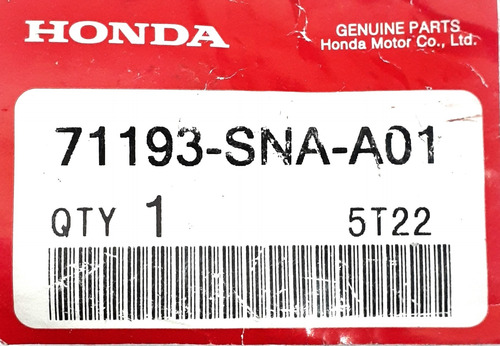 HONDA
GENUINE PARTS
Honda Motor Co., Ltd.
71193-SNA-A01
QTY 1 5T22